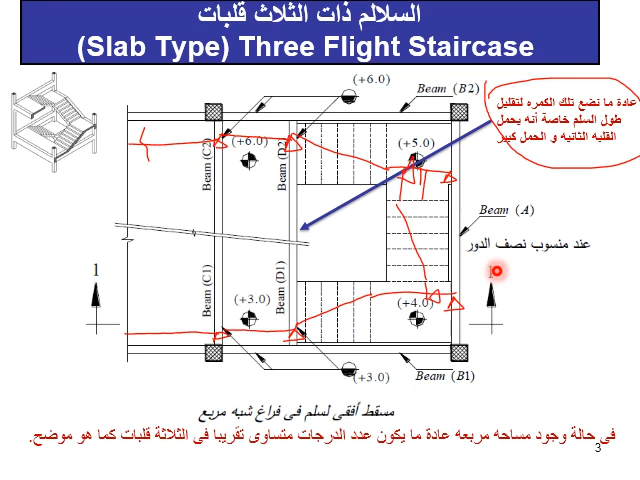 السلالم ذات الثلاث قلبات
(Slab Type) Three Flight Staircase
(+6.0)
Beam (B2)
عادة ما نضع تلك الكمره لتقليل
طول السلم خاصة أنه يحمل
القلبه الثانيه و الحمل كبير
Beam (C2)
(+6.0)
Beam (D2)
(+5.0)
Beam (A)
عند منسوب نصف الدور
1
1
Beam (C1)
(+3.0)
Beam (D1)
(+4.0)
(+3.0)
Beam (B1)
مسقط أفقى لسلم فى فراغ شبه مربع
فى حالة وجود مساحه مربعه عادة ما يكون عدد الدرجات متساوى تقريبا فى الثلاثة قلبات كما هو موضح.
3